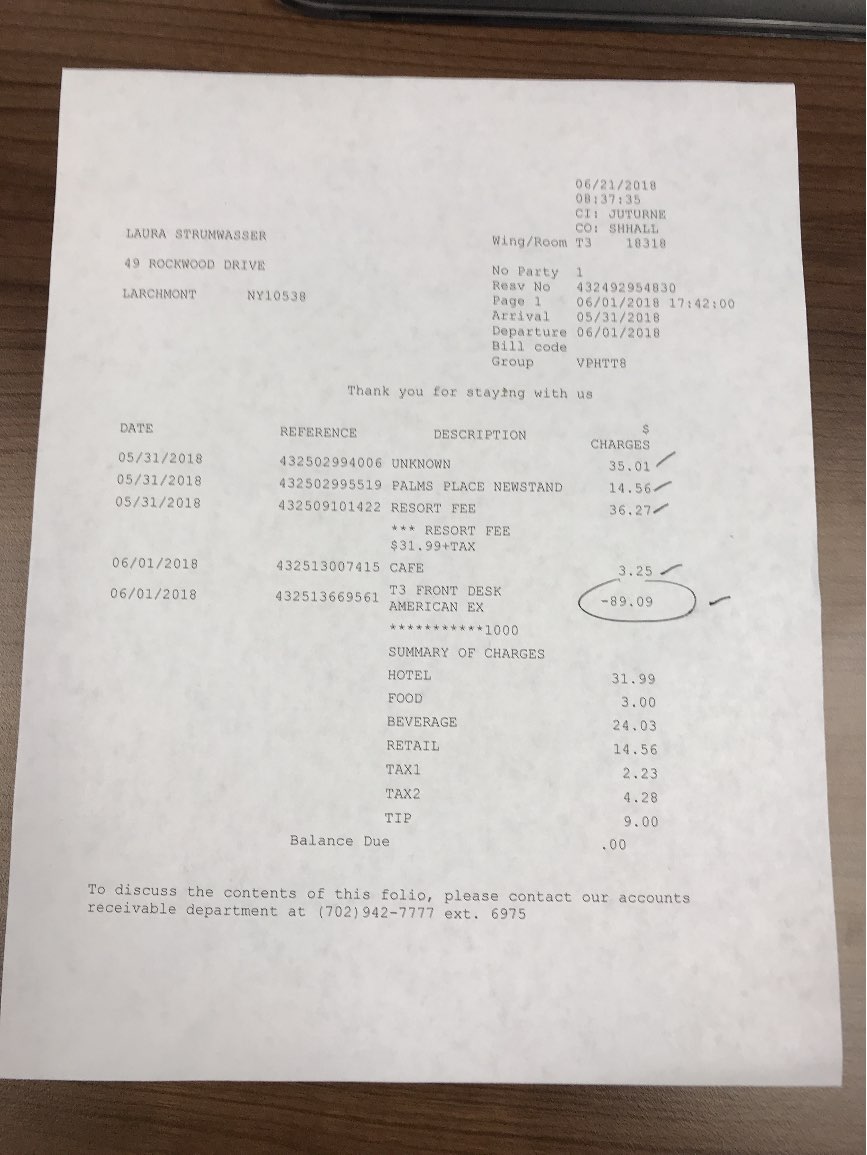 06/21/2018
08:37:35
CI: JUTURNE
CO: SHHALL
LAURA STRUMWASSER
Wing/Room T3 18318
49 ROCKWOOD DRIVE
No Party 1
Resv No 432492954830
LARCHMONT NY10538
Page 1 06/01/2018 17:42:00
Arrival 05/31/2018
Departure 06/01/2018
Bill code
Group VPHTT8
Thank you for staying with us
DATE REFERENCE DESCRIPTION $ CHARGES
05/31/2018 432502994006 UNKNOWN 35.01
05/31/2018 432502995519 PALMS PLACE NEWSTAND 14.56
05/31/2018 432509101422 RESORT FEE 36.27
*** RESORT FEE
$31.99+TAX
06/01/2018 432513007415 CAFE 3.25
06/01/2018 432513669561 T3 FRONT DESK -89.09
AMERICAN EX
***********1000
SUMMARY OF CHARGES
HOTEL 31.99
FOOD 3.00
BEVERAGE 24.03
RETAIL 14.56
TAX1 2.23
TAX2 4.28
TIP 9.00
Balance Due .00
To discuss the contents of this folio, please contact our accounts
receivable department at (702)942-7777 ext. 6975